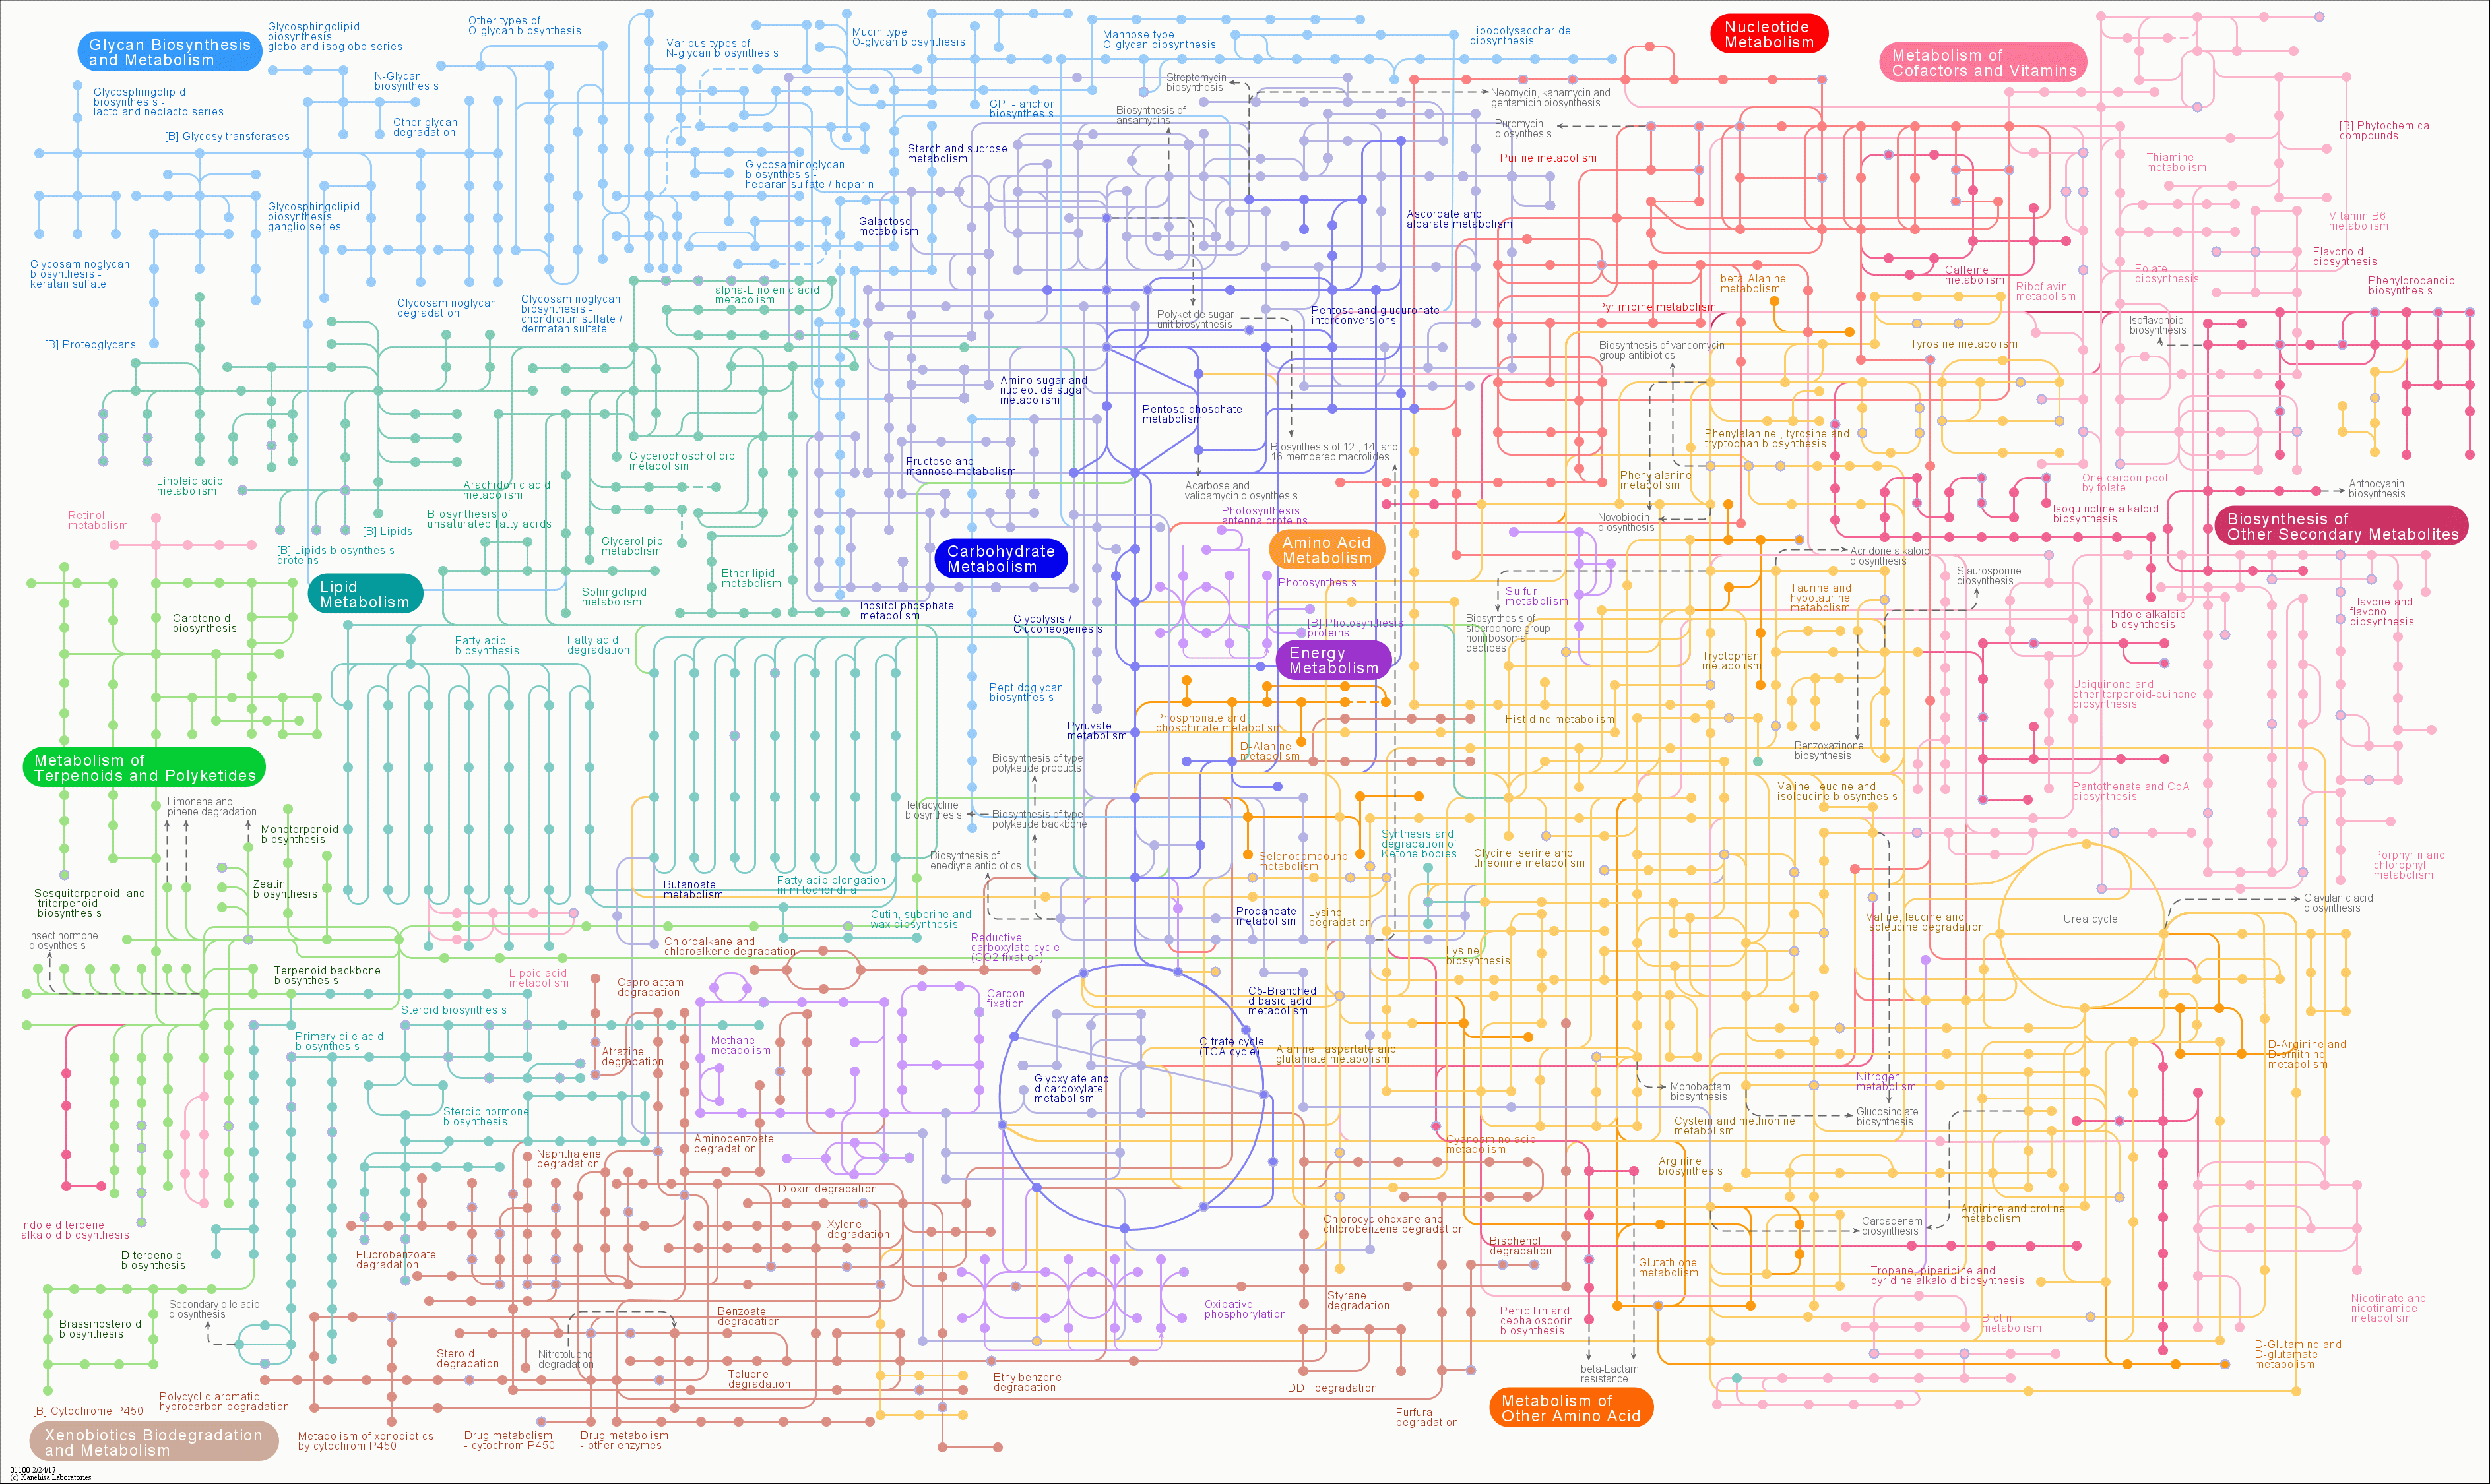 Glycan Biosynthesis
and Metabolism
Glycosphingolipid
biosynthesis -
globo and isoglobo series
Other types of
O-glycan biosynthesis
Various types of
N-glycan biosynthesis
Mucin type
O-glycan biosynthesis
Mannose type
O-glycan biosynthesis
Lipopolysaccharide
biosynthesis
Nucleotide
Metabolism
Metabolism of
Cofactors and Vitamins
Glycosphingolipid
biosynthesis -
lacto and neolacto series
N-Glycan
biosynthesis
[B] Glycosyltransferases
Other glycan
degradation
GPI - anchor
biosynthesis
Streptomycin
biosynthesis
Biosynthesis of
ansamycins
Neomycin, kanamycin and
gentamicin biosynthesis
Puromycin
biosynthesis
[B] Phytochemical
compounds
Starch and sucrose
metabolism
Purine metabolism
Thiamine
metabolism
Glycosaminoglycan
biosynthesis -
heparan sulfate / heparin
Glycosphingolipid
biosynthesis -
ganglio series
Galactose
metabolism
Ascorbate and
aldarate metabolism
Vitamin B6
metabolism
Glycosaminoglycan
biosynthesis -
keratan sulfate
Flavonoid
biosynthesis
Caffeine
metabolism
Folate
biosynthesis
beta-Alanine
metabolism
Riboflavin
metabolism
Phenylpropanoid
biosynthesis
alpha-Linolenic acid
metabolism
Glycosaminoglycan
degradation
Glycosaminoglycan
biosynthesis -
chondroitin sulfate /
dermatan sulfate
Polyketide sugar
unit biosynthesis
Pentose and glucuronate
interconversions
Pyrimidine metabolism
Isoflavonoid
biosynthesis
[B] Proteoglycans
Biosynthesis of vancomycin
group antibiotics
Tyrosine metabolism
Amino sugar and
nucleotide sugar
metabolism
Pentose phosphate
metabolism
Phenylalanine , tyrosine and
tryptophan biosynthesis
Biosynthesis of 12-, 14- and
16-membered macrolides
Glycerophospholipid
metabolism
Fructose and
mannose metabolism
Linoleic acid
metabolism
Arachidonic acid
metabolism
Acarbose and
validamycin biosynthesis
Phenylalanine
metabolism
One carbon pool
by folate
Anthocyanin
biosynthesis
Retinol
metabolism
Biosynthesis of
unsaturated fatty acids
[B] Lipids
Photosynthesis -
antenna proteins
Novobiocin
biosynthesis
Isoquinoline alkaloid
biosynthesis
Biosynthesis of
Other Secondary Metabolites
[B] Lipids biosynthesis
proteins
Glycerolipid
metabolism
Carbohydrate
Metabolism
Amino Acid
Metabolism
Acridone alkaloid
biosynthesis
Lipid
Metabolism
Sphingolipid
metabolism
Ether lipid
metabolism
Photosynthesis
Sulfur
metabolism
Taurine and
hypotaurine
metabolism
Staurosporine
biosynthesis
Carotenoid
biosynthesis
Inositol phosphate
metabolism
Glycolysis /
Gluconeogenesis
[B] Photosynthesis
proteins
Biosynthesis of
siderophore group
nonribosomal
peptides
Indole alkaloid
biosynthesis
Flavone and
flavonol
biosynthesis
Fatty acid
biosynthesis
Fatty acid
degradation
Energy
Metabolism
Tryptophan
metabolism
Peptidoglycan
biosynthesis
Ubiquinone and
other terpenoid-quinone
biosynthesis
Pyruvate
metabolism
Phosphonate and
phosphinate metabolism
Histidine metabolism
D-Alanine
metabolism
Benzoxazinone
biosynthesis
Metabolism of
Terpenoids and Polyketides
Biosynthesis of type II
polyketide products
Pantothenate and CoA
biosynthesis
Valine, leucine and
isoleucine biosynthesis
Limonene and
pinene degradation
Tetracycline
biosynthesis
Biosynthesis of type II
polyketide backbone
Monoterpenoid
biosynthesis
Synthesis and
degradation of
Ketone bodies
Biosynthesis of
enediyne antibiotics
Selenocompound
metabolism
Glycine, serine and
threonine metabolism
Porphyrin and
chlorophyll
metabolism
Sesquiterpenoid and
triterpenoid
biosynthesis
Zeatin
biosynthesis
Butanoate
metabolism
Fatty acid elongation
in mitochondria
Clavulanic acid
biosynthesis
Cutin, suberine and
wax biosynthesis
Propanoate
metabolism
Lysine
degradation
Valine, leucine and
isoleucine degradation
Urea cycle
Insect hormone
biosynthesis
Chloroalkane and
chloroalkene degradation
Reductive
carboxylate cycle
(CO2 fixation)
Lysine
biosynthesis
Terpenoid backbone
biosynthesis
Lipoic acid
metabolism
Caprolactam
degradation
Carbon
fixation
C5-Branched
dibasic acid
metabolism
Steroid biosynthesis
Primary bile acid
biosynthesis
Atrazine
degradation
Methane
metabolism
Citrate cycle
(TCA cycle)
Alanine , aspartate and
glutamate metabolism
D-Arginine and
D-ornithine
metabolism
Glyoxylate and
dicarboxylate
metabolism
Monobactam
biosynthesis
Nitrogen
metabolism
Steroid hormone
biosynthesis
Glucosinolate
biosynthesis
Cystein and methionine
metabolism
Aminobenzoate
degradation
Cyanoamino acid
metabolism
Naphthalene
degradation
Arginine
biosynthesis
Dioxin degradation
Indole diterpene
alkaloid biosynthesis
Xylene
degradation
Chlorocyclohexane and
chlorobenzene degradation
Carbapenem
biosynthesis
Arginine and proline
metabolism
Diterpenoid
biosynthesis
Fluorobenzoate
degradation
Bisphenol
degradation
Glutathione
metabolism
Tropane, piperidine and
pyridine alkaloid biosynthesis
Secondary bile acid
biosynthesis
Benzoate
degradation
Oxidative
phosphorylation
Styrene
degradation
Penicillin and
cephalosporin
biosynthesis
Biotin
metabolism
Nicotinate and
nicotinamide
metabolism
Brassinosteroid
biosynthesis
Steroid
degradation
Nitrotoluene
degradation
beta-Lactam
resistance
D-Glutamine and
D-glutamate
metabolism
Polycyclic aromatic
hydrocarbon degradation
Toluene
degradation
Ethylbenzene
degradation
DDT degradation
Furfural
degradation
Metabolism of
Other Amino Acid
[B] Cytochrome P450
Xenobiotics Biodegradation
and Metabolism
Metabolism of xenobiotics
by cytochrom P450
Drug metabolism
- cytochrom P450
Drug metabolism
- other enzymes
01100 2/24/17
(c) Kanehisa Laboratories